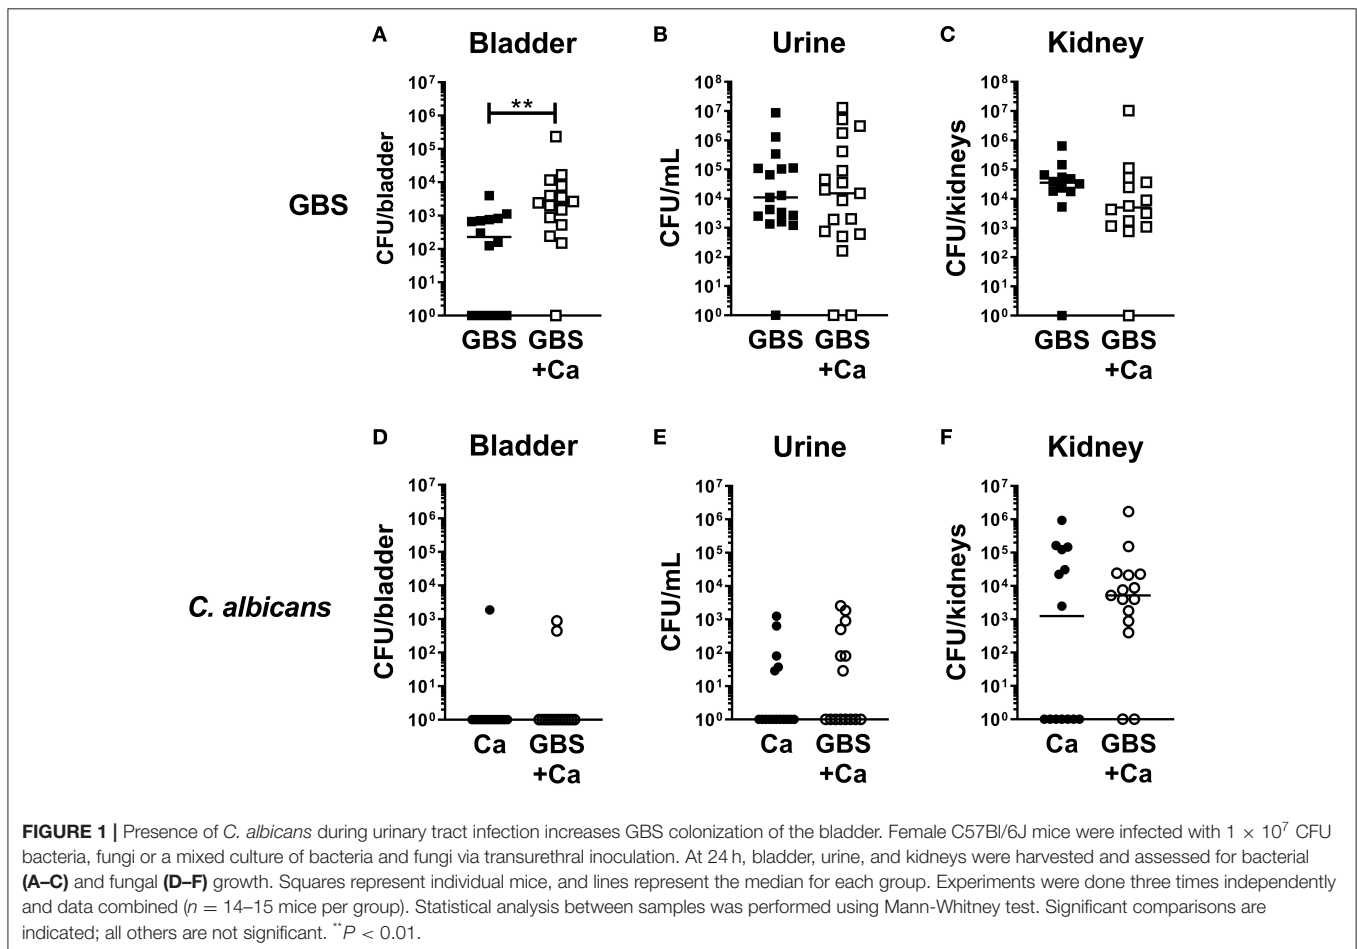 A Bladder B Urine C Kidney
GBS
CFU/bladder
10⁷
10⁶
10⁵
10⁴
10³
10²
10¹
10⁰
**
GBS GBS
+Ca
CFU/mL
10⁸
10⁷
10⁶
10⁵
10⁴
10³
10²
10¹
10⁰
GBS GBS
+Ca
CFU/kidneys
10⁸
10⁷
10⁶
10⁵
10⁴
10³
10²
10¹
10⁰
GBS GBS
+Ca
D Bladder E Urine F Kidney
C. albicans
CFU/bladder
10⁷
10⁶
10⁵
10⁴
10³
10²
10¹
10⁰
Ca GBS
+Ca
CFU/mL
10⁷
10⁶
10⁵
10⁴
10³
10²
10¹
10⁰
Ca GBS
+Ca
CFU/kidneys
10⁷
10⁶
10⁵
10⁴
10³
10²
10¹
10⁰
Ca GBS
+Ca
FIGURE 1 | Presence of C. albicans during urinary tract infection increases GBS colonization of the bladder. Female C57Bl/6J mice were infected with 1 × 10⁷ CFU
bacteria, fungi or a mixed culture of bacteria and fungi via transurethral inoculation. At 24 h, bladder, urine, and kidneys were harvested and assessed for bacterial
(A–C) and fungal (D–F) growth. Squares represent individual mice, and lines represent the median for each group. Experiments were done three times independently
and data combined (n = 14–15 mice per group). Statistical analysis between samples was performed using Mann-Whitney test. Significant comparisons are
indicated; all others are not significant. **P < 0.01.